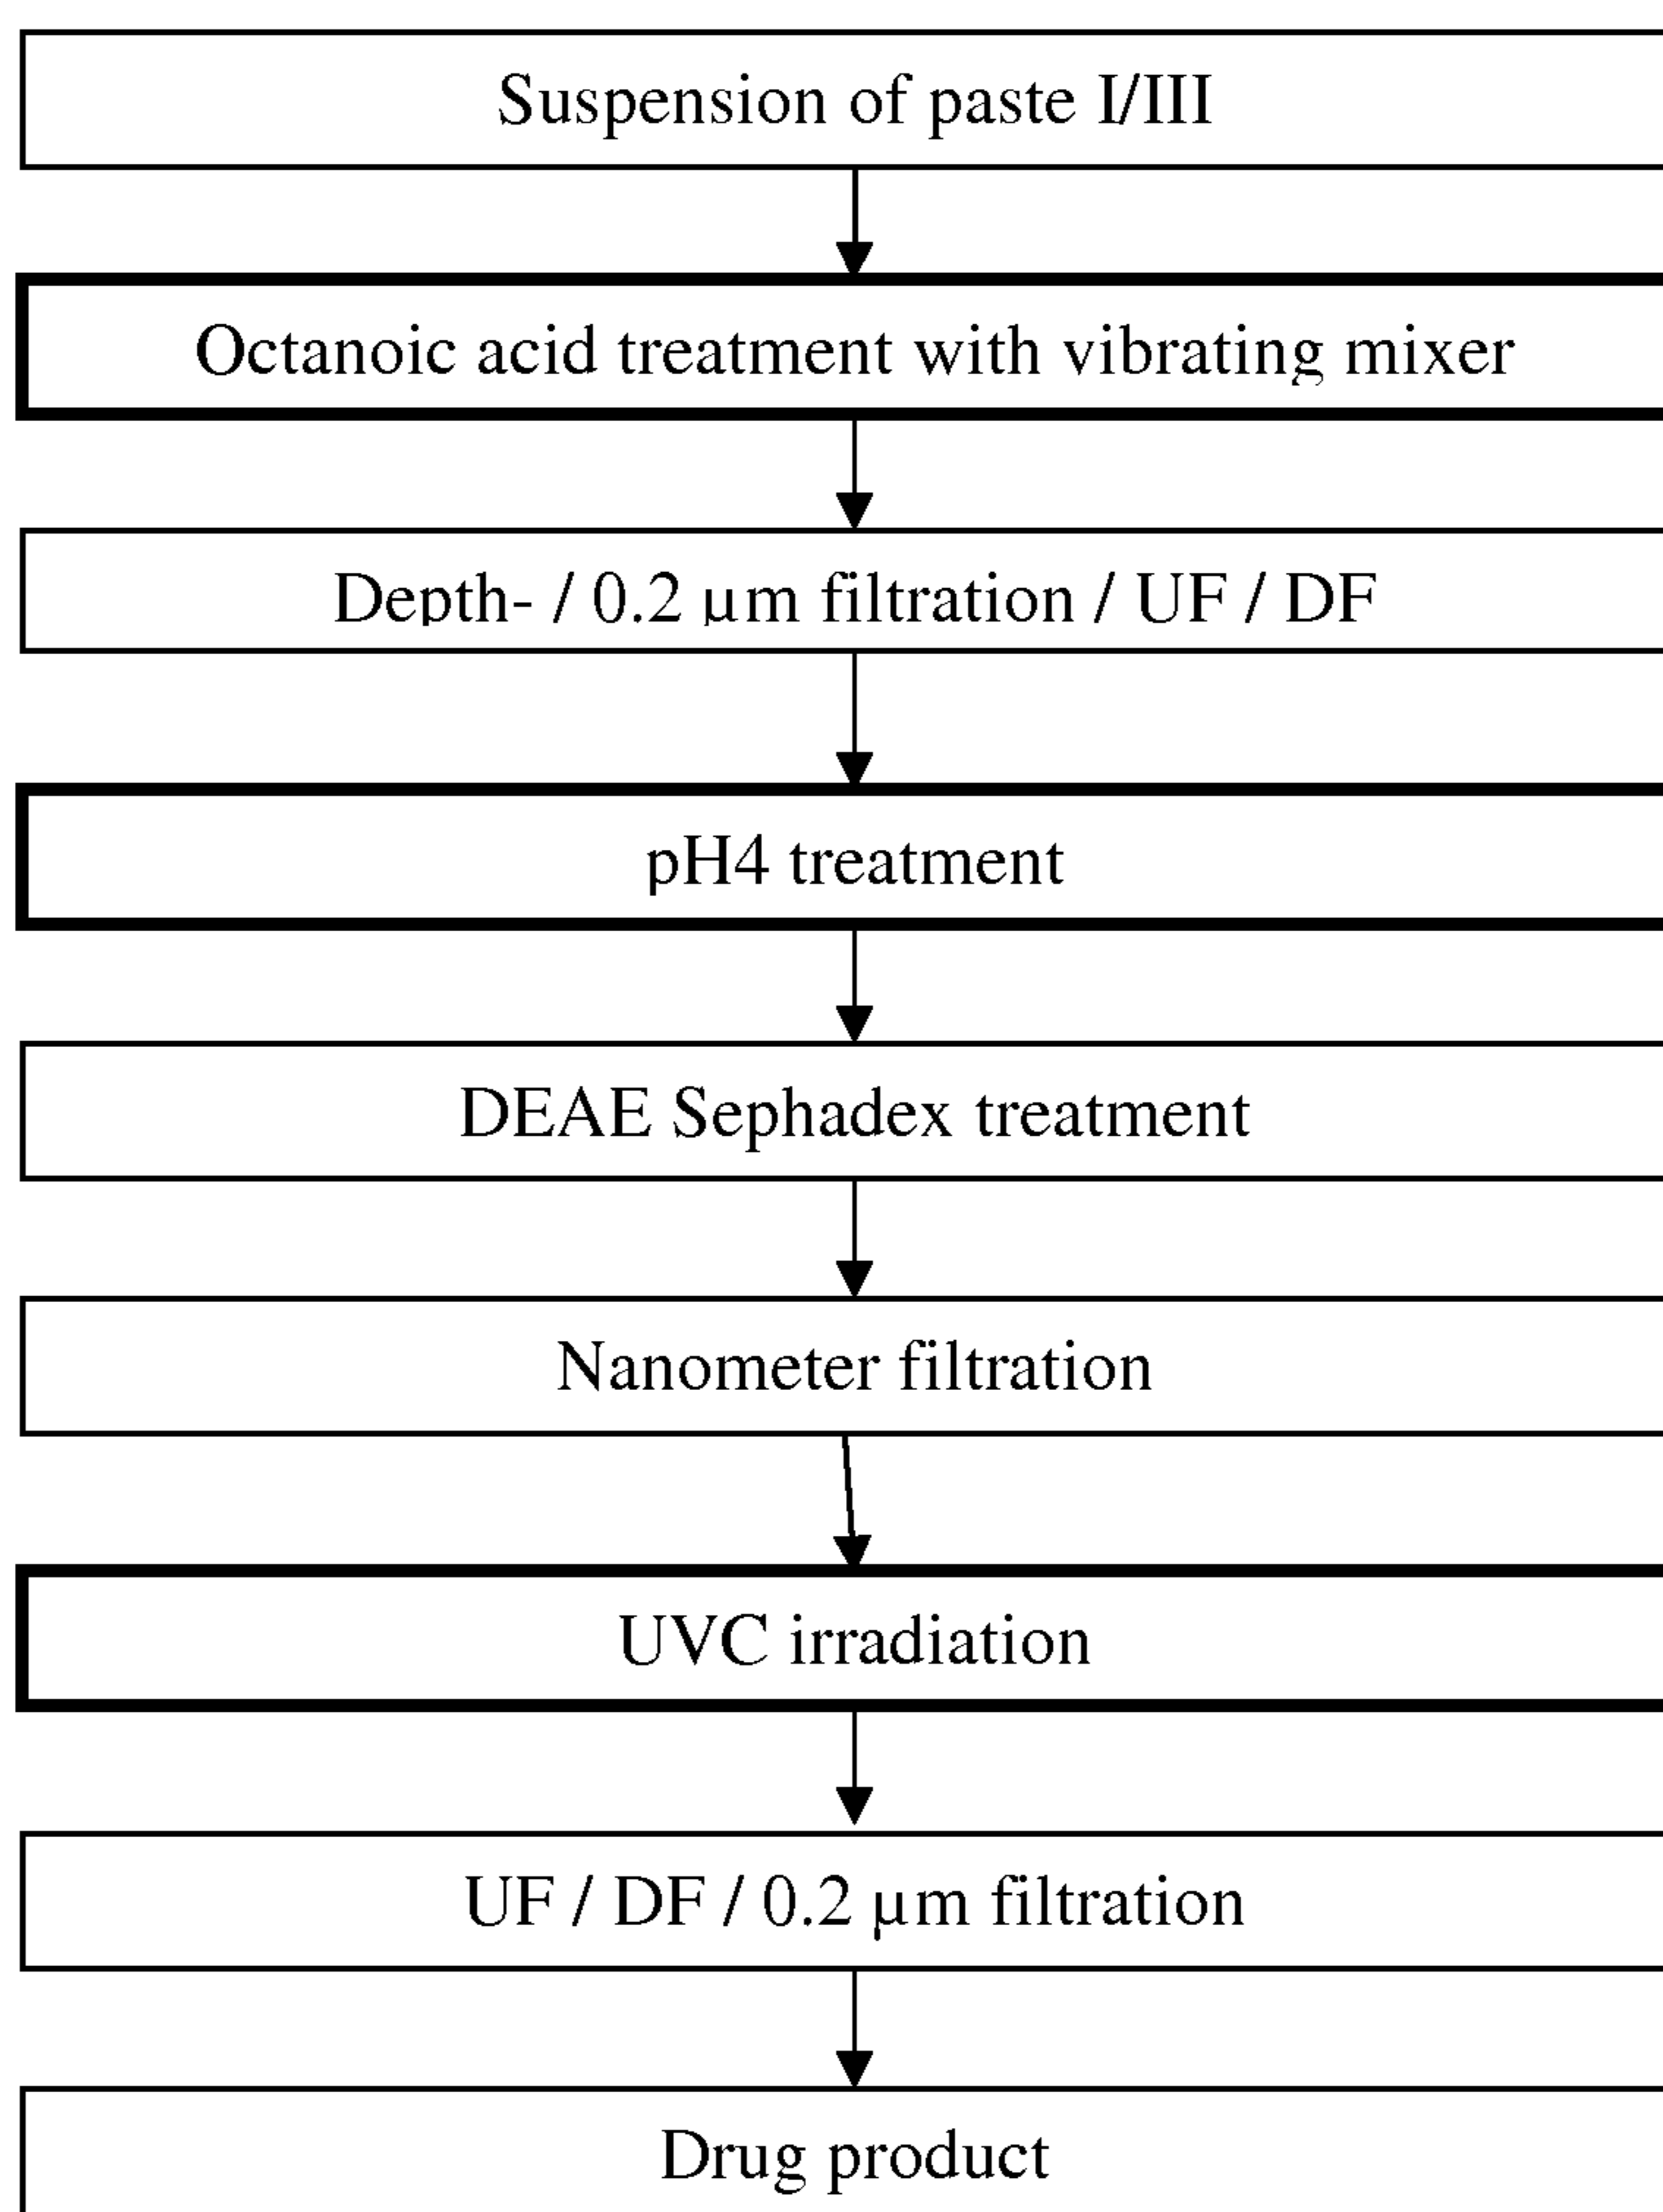 Suspension of paste I/III
Octanoic acid treatment with vibrating mixer
Depth- / 0.2 µm filtration / UF / DF
pH4 treatment
DEAE Sephadex treatment
Nanometer filtration
UVC irradiation
UF / DF / 0.2 µm filtration
Drug product